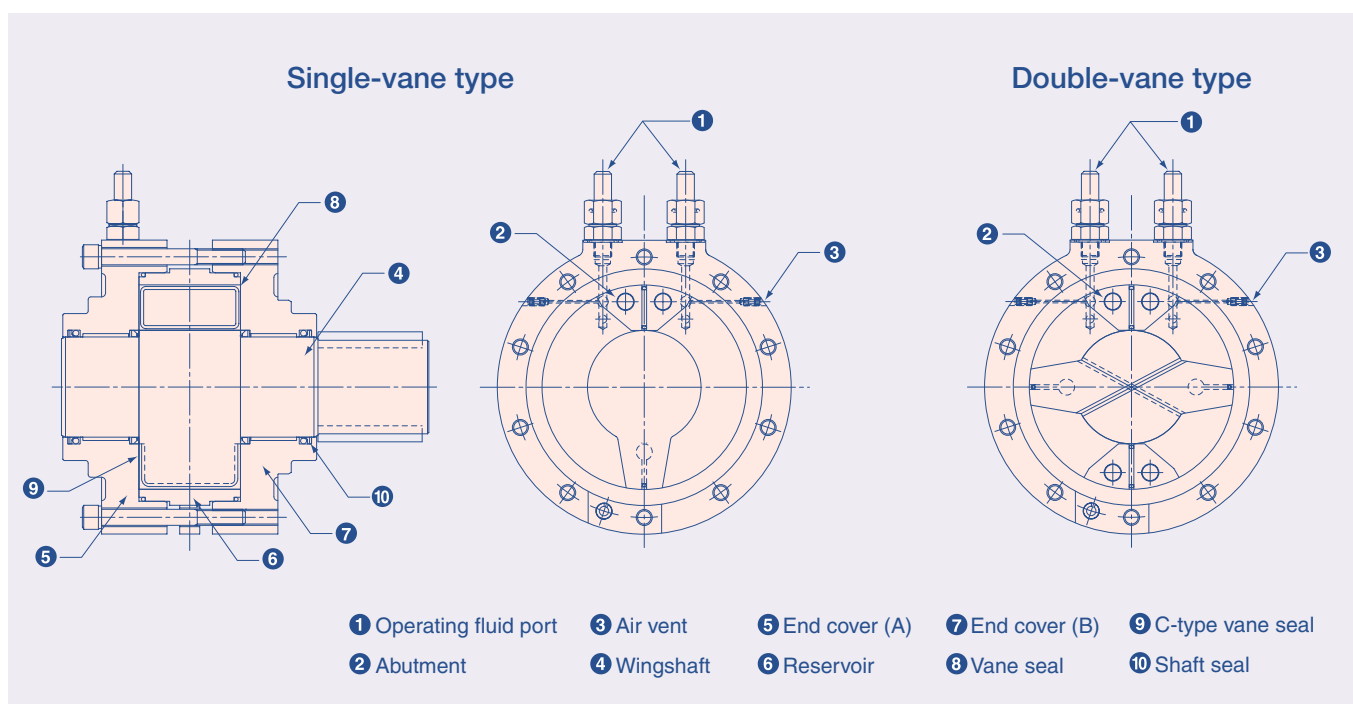 Single-vane type
Double-vane type
1
1
8
2
2
4
3
3
9
10
7
5
6
1 Operating fluid port
3 Air vent
5 End cover (A)
7 End cover (B)
9 C-type vane seal
2 Abutment
4 Wingshaft
6 Reservoir
8 Vane seal
10 Shaft seal